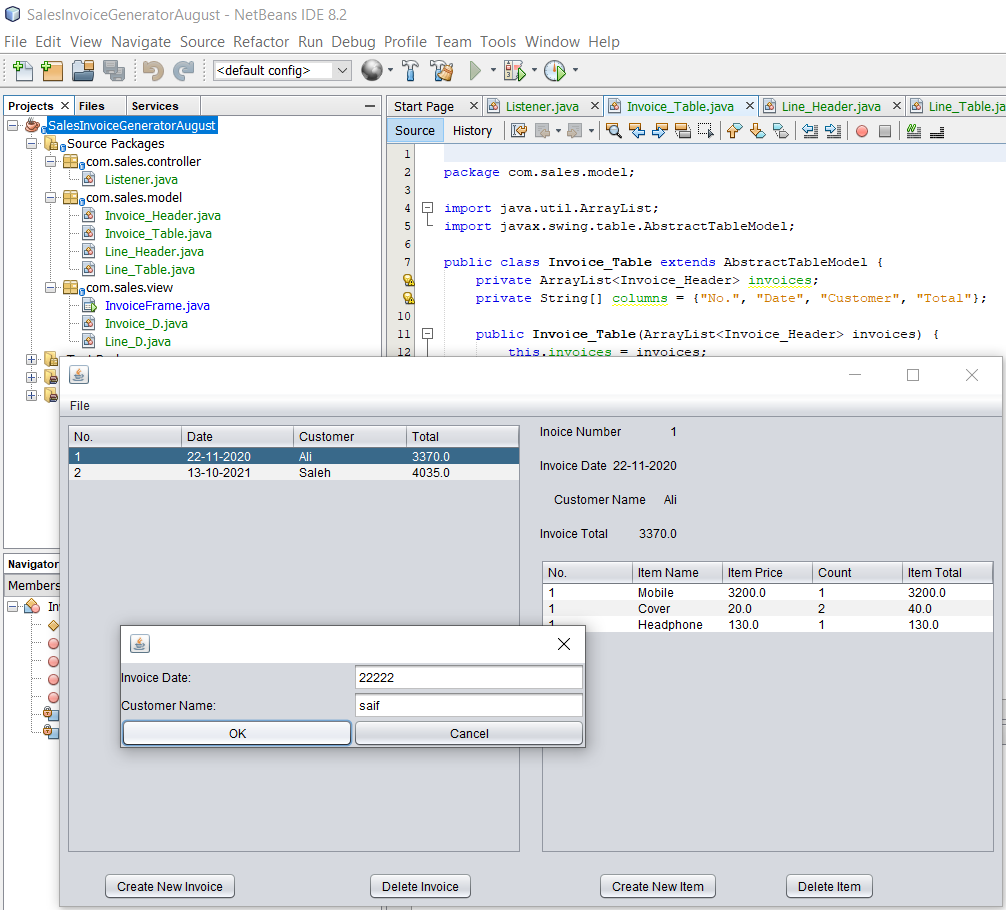 SalesInvoiceGeneratorAugust - NetBeans IDE 8.2
File Edit View Navigate Source Refactor Run Debug Profile Team Tools Window Help
<default config>
Projects Files Services
SalesInvoiceGeneratorAugust
Source Packages
com.sales.controller
Listener.java
com.sales.model
Invoice_Header.java
Invoice_Table.java
Line_Header.java
Line_Table.java
com.sales.view
InvoiceFrame.java
Invoice_D.java
Line_D.java
Start Page Listener.java Invoice_Table.java Line_Header.java Line_Table.ja
Source History
1
2 package com.sales.model;
3
4 import java.util.ArrayList;
5 import javax.swing.table.AbstractTableModel;
6
7 public class Invoice_Table extends AbstractTableModel {
private ArrayList<Invoice_Header> invoices;
private String[] columns = {"No.", "Date", "Customer", "Total"};
10
11 public Invoice_Table(ArrayList<Invoice_Header> invoices) {
12 this.invoices = invoices;
Navigator
Members
In
File
No. Date Customer Total
1 22-11-2020 Ali 3370.0
2 13-10-2021 Saleh 4035.0
Inoice Number 1
Invoice Date 22-11-2020
Customer Name Ali
Invoice Total 3370.0
No. Item Name Item Price Count Item Total
1 Mobile 3200.0 1 3200.0
1 Cover 20.0 2 40.0
1 Headphone 130.0 1 130.0
Invoice Date: 22222
Customer Name: saif
OK Cancel
Create New Invoice Delete Invoice Create New Item Delete Item